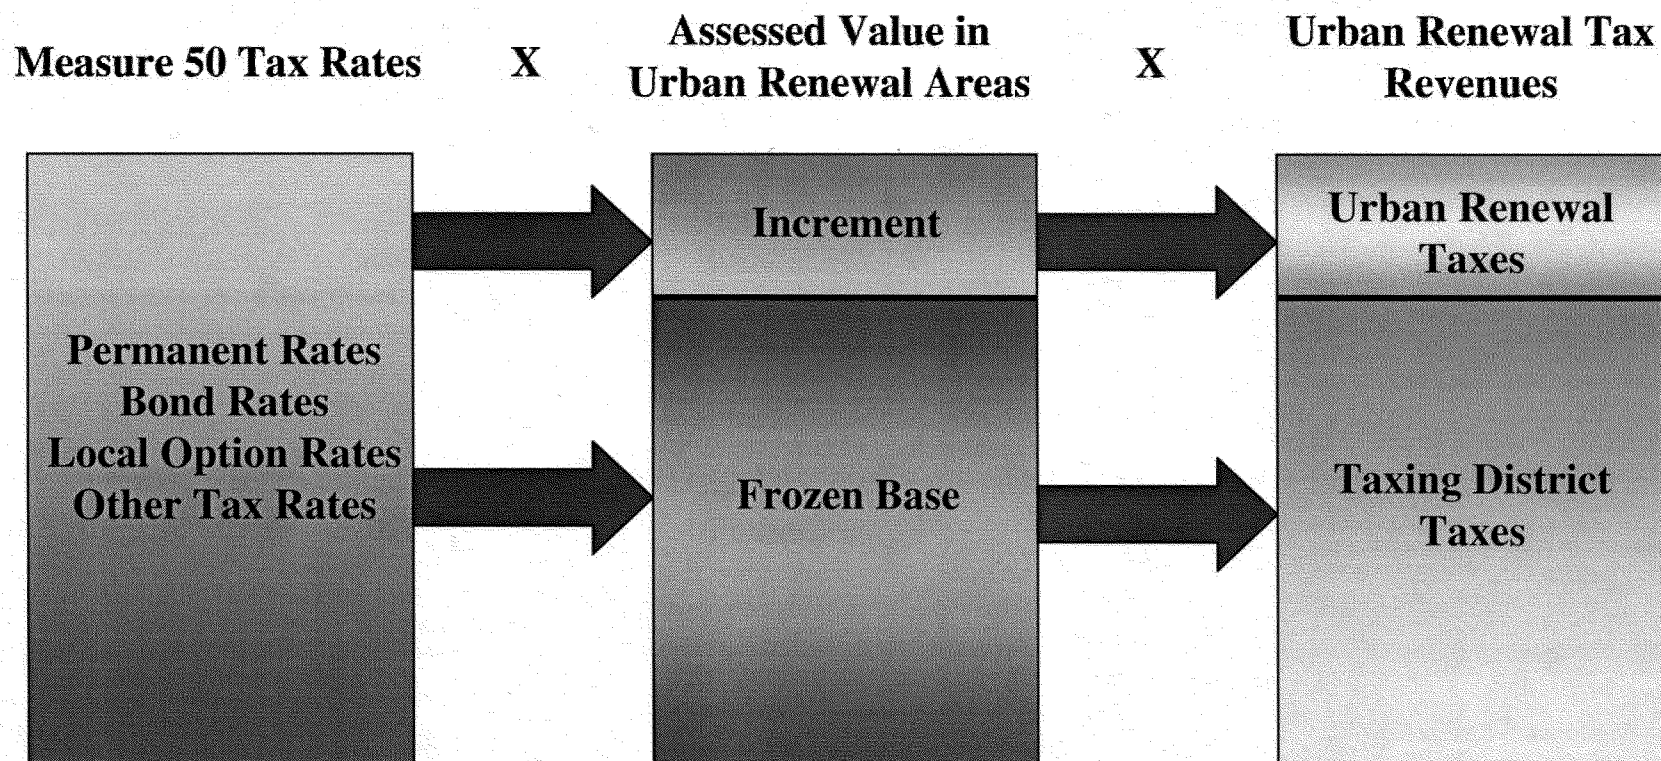 Measure 50 Tax Rates
X
Assessed Value in
Urban Renewal Areas
X
Urban Renewal Tax
Revenues
Permanent Rates
Bond Rates
Local Option Rates
Other Tax Rates
Increment
Frozen Base
Urban Renewal
Taxes
Taxing District
Taxes